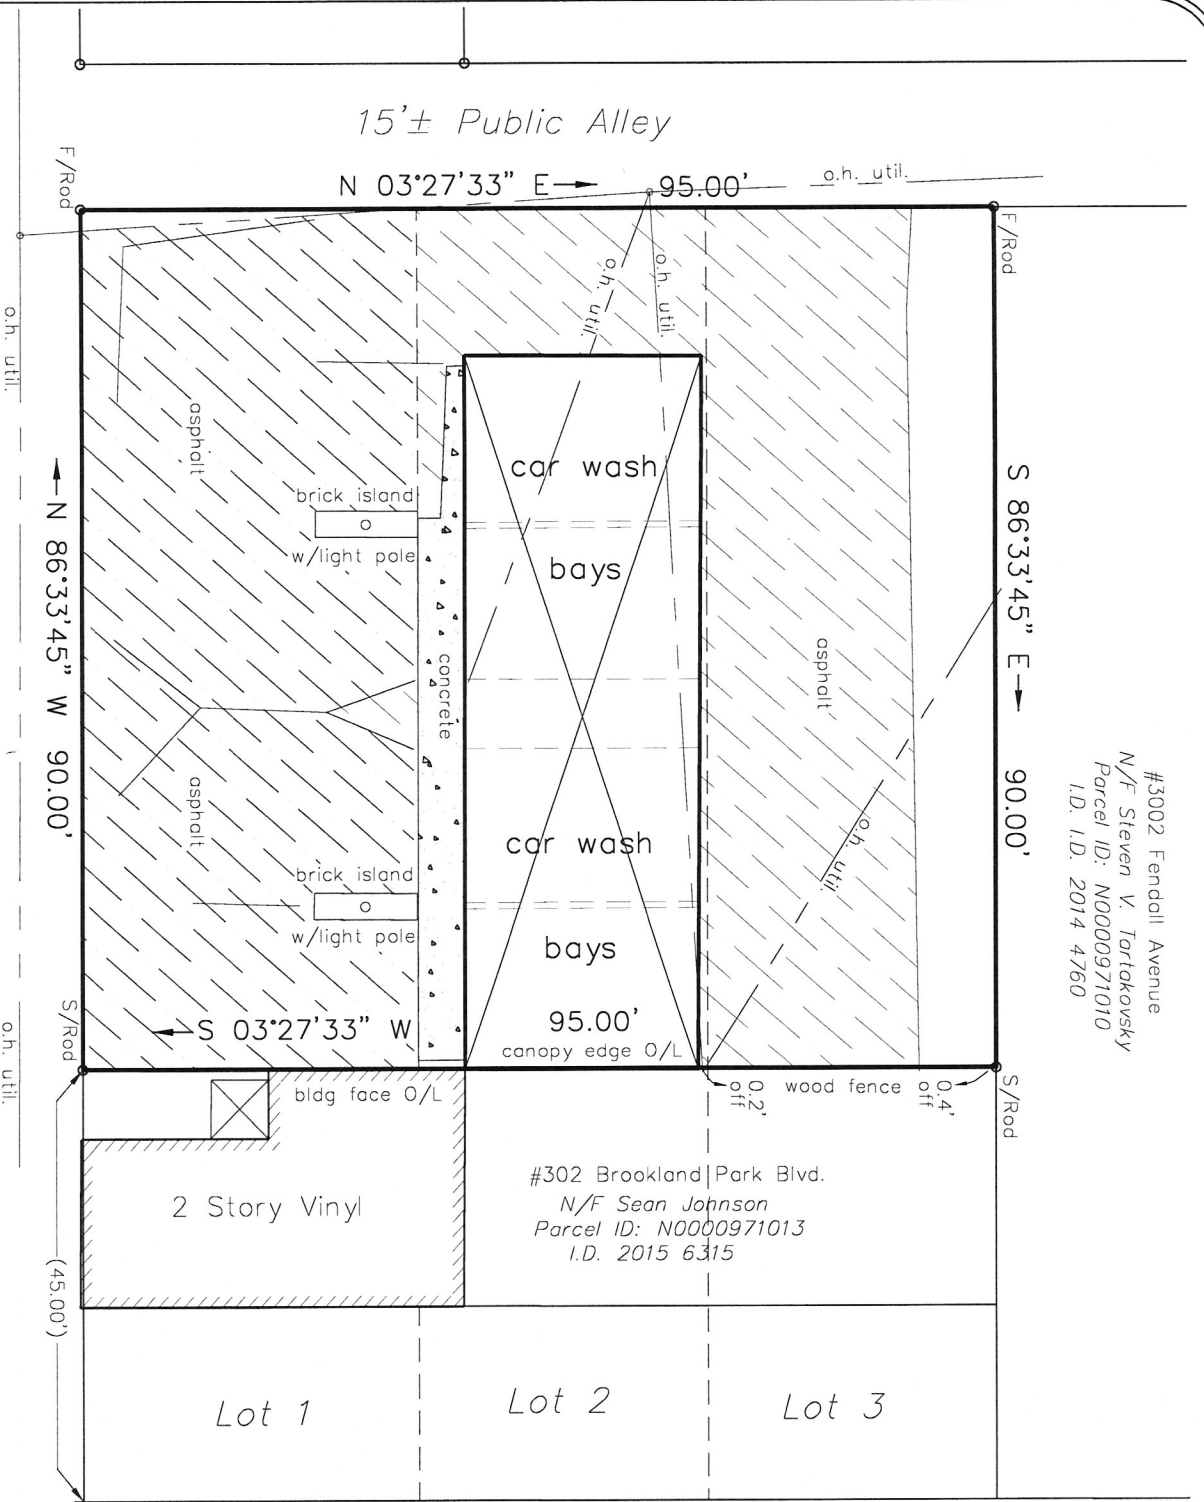 15'± Public Alley
N 03°27'33" E 95.00'
o.h. util.
F/Rod
F/Rod
o.h. util.
o.h. util.
o.h. util.
asphalt
car wash
brick island
w/light pole
bays
S 86°33'45" E 90.00'
N 86°33'45" W 90.00'
concrete
asphalt
#3002 Fendall Avenue
N/F Steven V. Tartakovsky
Parcel ID: N0000971010
I.D. I.D. 2014 4760
asphalt
car wash
o.h. util.
brick island
w/light pole
bays
S/Rod
S 03°27'33" W
95.00'
canopy edge O/L
o.h. util.
bldg face O/L
0.2' off
wood fence
0.4' off
S/Rod
#302 Brookland Park Blvd.
N/F Sean Johnson
Parcel ID: N0000971013
I.D. 2015 6315
2 Story Vinyl
(45.00')
Lot 1
Lot 2
Lot 3